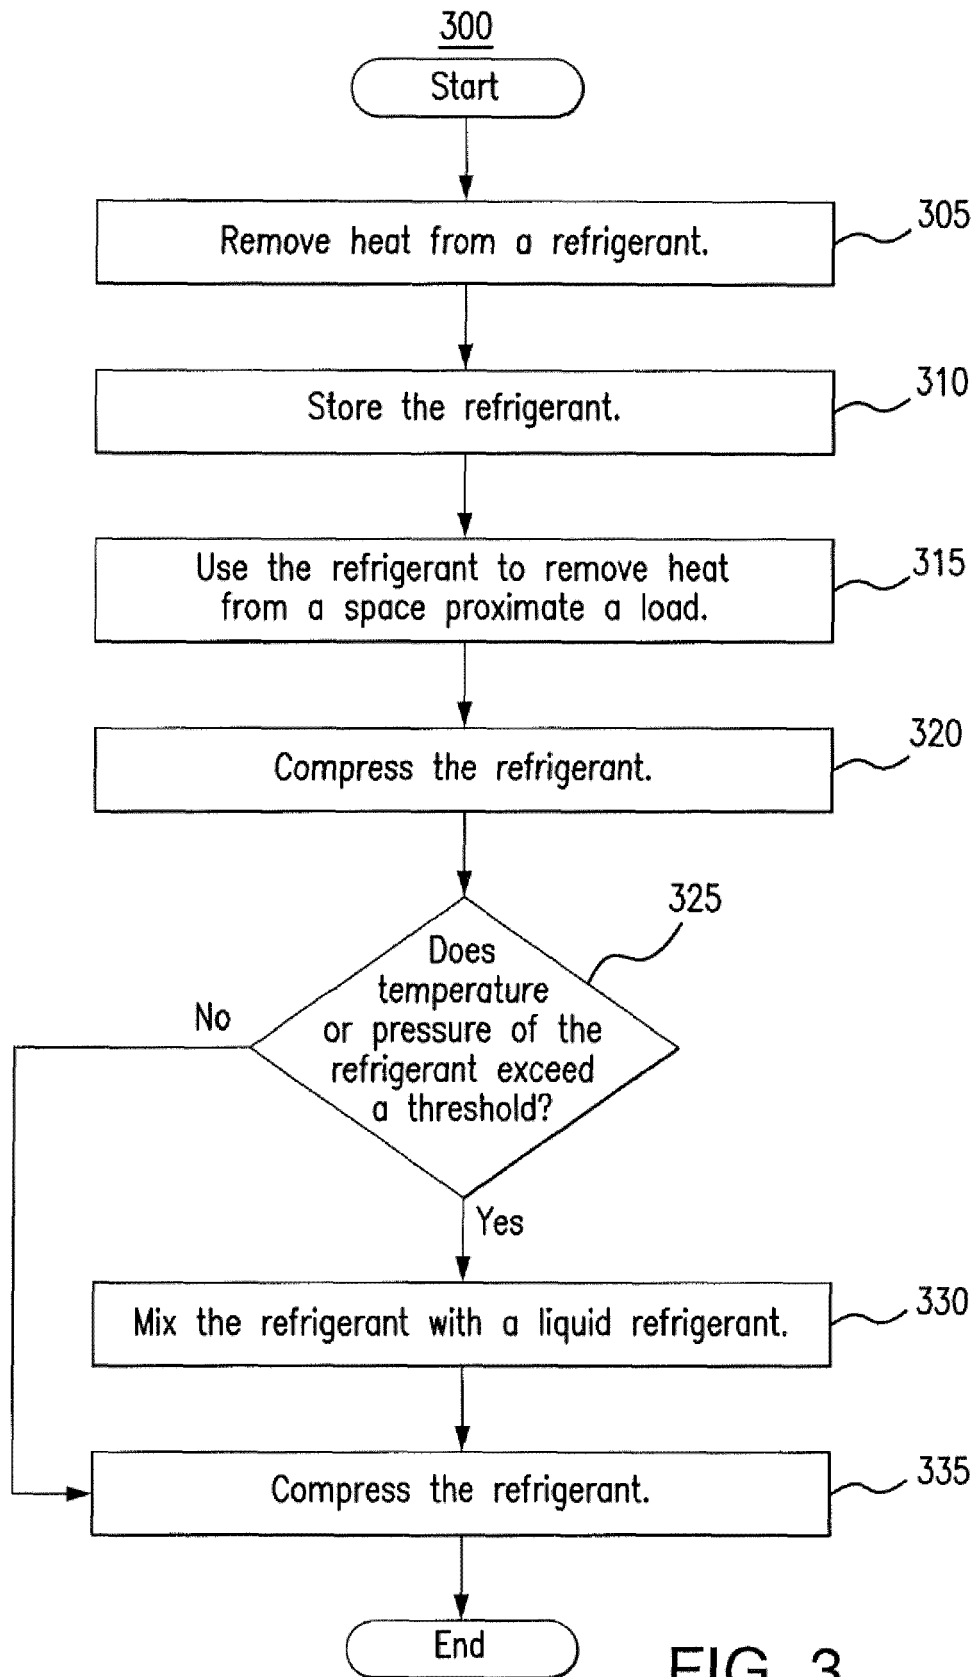 300
Start
Remove heat from a refrigerant.
305
Store the refrigerant.
310
Use the refrigerant to remove heat
from a space proximate a load.
315
Compress the refrigerant.
320
Does
temperature
or pressure of the
refrigerant exceed
a threshold?
325
No
Yes
Mix the refrigerant with a liquid refrigerant.
330
Compress the refrigerant.
335
End
FIG. 3